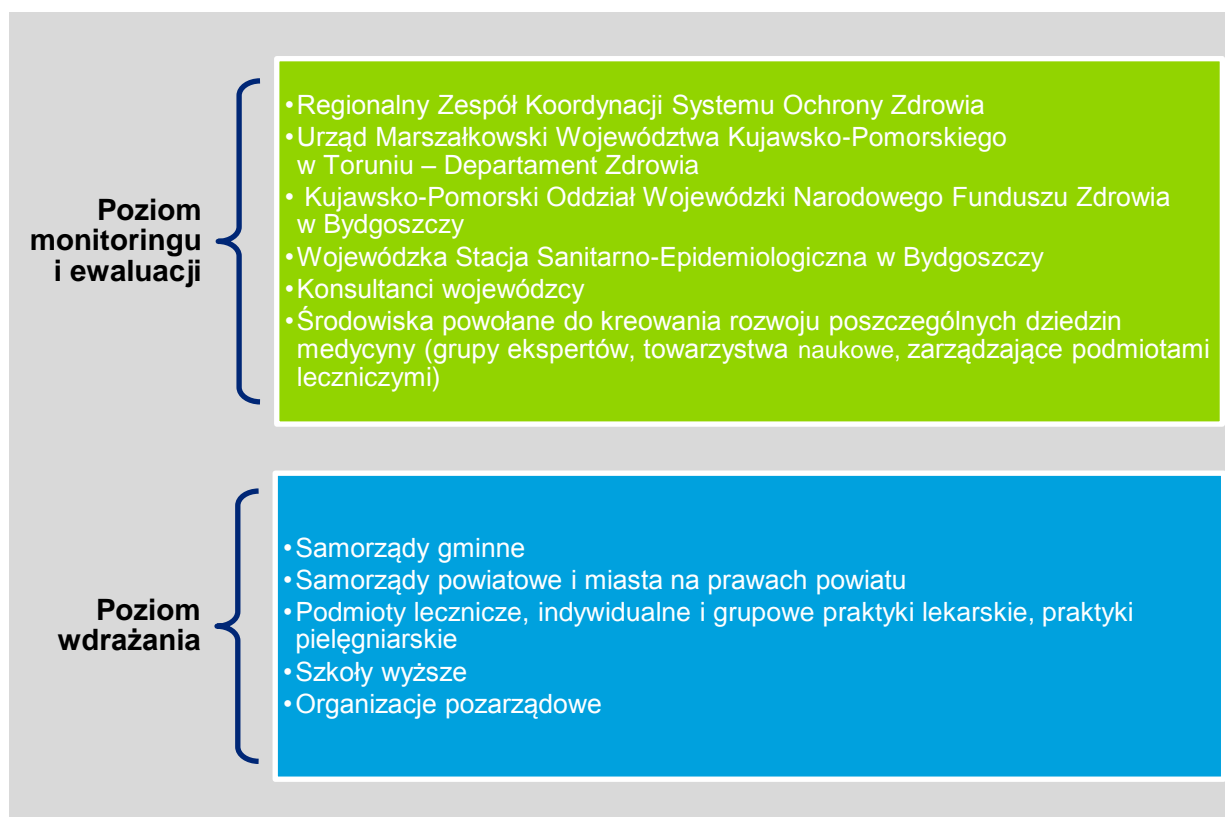 Poziom
monitoringu
i ewaluacji
•Regionalny Zespół Koordynacji Systemu Ochrony Zdrowia
•Urząd Marszałkowski Województwa Kujawsko-Pomorskiego
w Toruniu – Departament Zdrowia
• Kujawsko-Pomorski Oddział Wojewódzki Narodowego Funduszu Zdrowia
w Bydgoszczy
•Wojewódzka Stacja Sanitarno-Epidemiologiczna w Bydgoszczy
•Konsultanci wojewódzcy
•Środowiska powołane do kreowania rozwoju poszczególnych dziedzin
medycyny (grupy ekspertów, towarzystwa naukowe, zarządzające podmiotami
leczniczymi)
Poziom
wdrażania
•Samorządy gminne
•Samorządy powiatowe i miasta na prawach powiatu
•Podmioty lecznicze, indywidualne i grupowe praktyki lekarskie, praktyki
pielęgniarskie
•Szkoły wyższe
•Organizacje pozarządowe